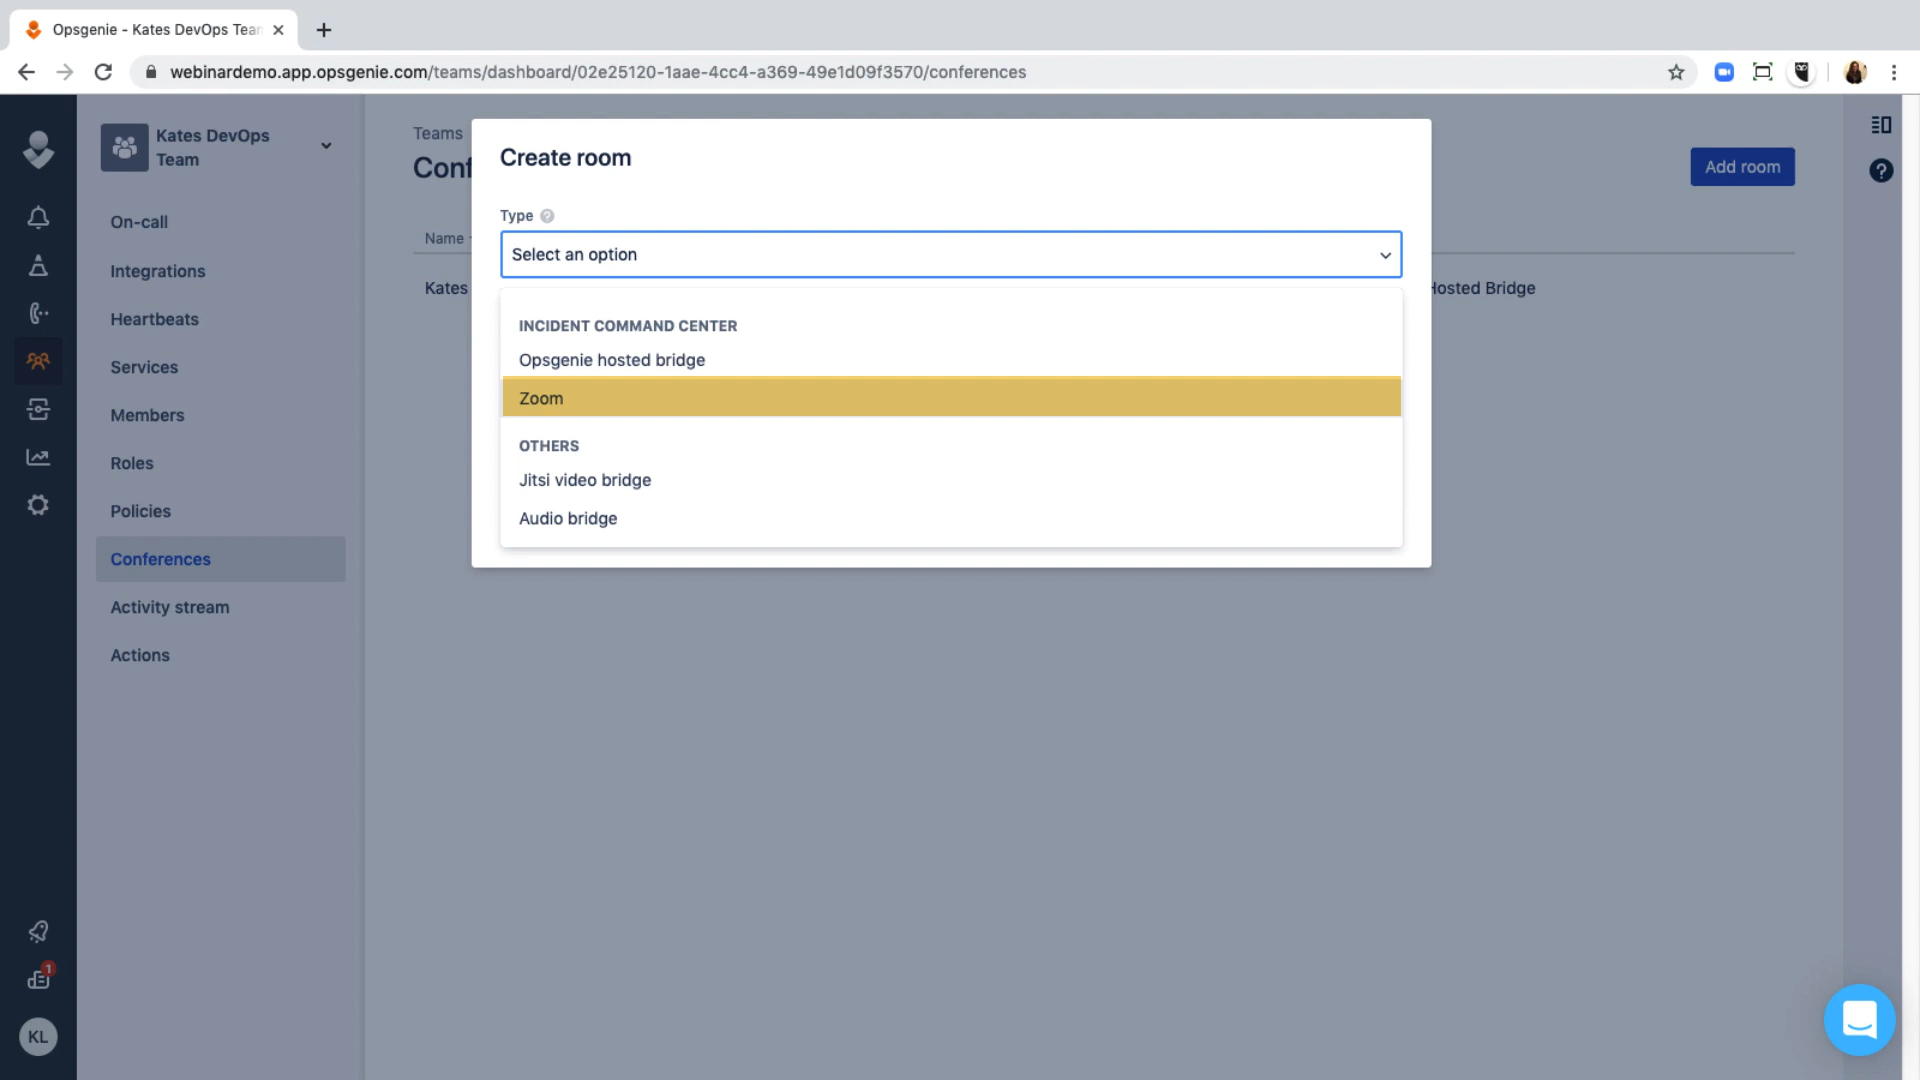 Opsgenie - Kates DevOps Tear
webinardemo.app.opsgenie.com/teams/dashboard/02e25120-1aae-4cc4-a369-49e1d09f3570/conferences
Kates DevOps
Team
On-call
Integrations
Heartbeats
Services
Members
Roles
Policies
Conferences
Activity stream
Actions
1
KL
Teams
Conf
Add room
Name
Kates
Hosted Bridge
Create room
Type
Select an option
INCIDENT COMMAND CENTER
Opsgenie hosted bridge
Zoom
OTHERS
Jitsi video bridge
Audio bridge